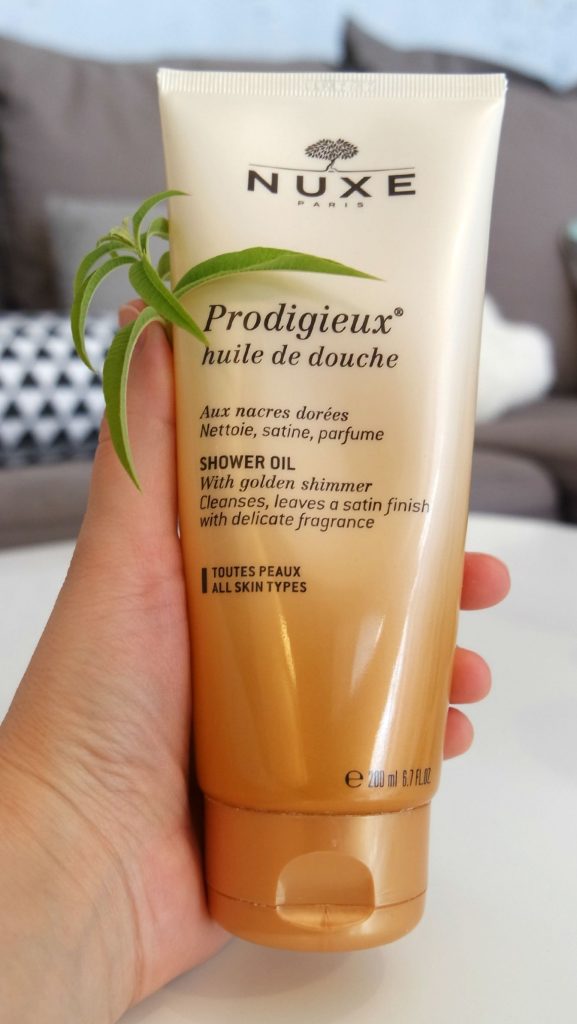 NUXE
PARIS
Prodigieux®
huile de douche
Aux nacres dorées
Nettoie, satine, parfume
SHOWER OIL
With golden shimmer
Cleanses, leaves a satin finish
with delicate fragrance
TOUTES PEAUX
ALL SKIN TYPES
℮ 200 ml 6.7 FL.OZ.